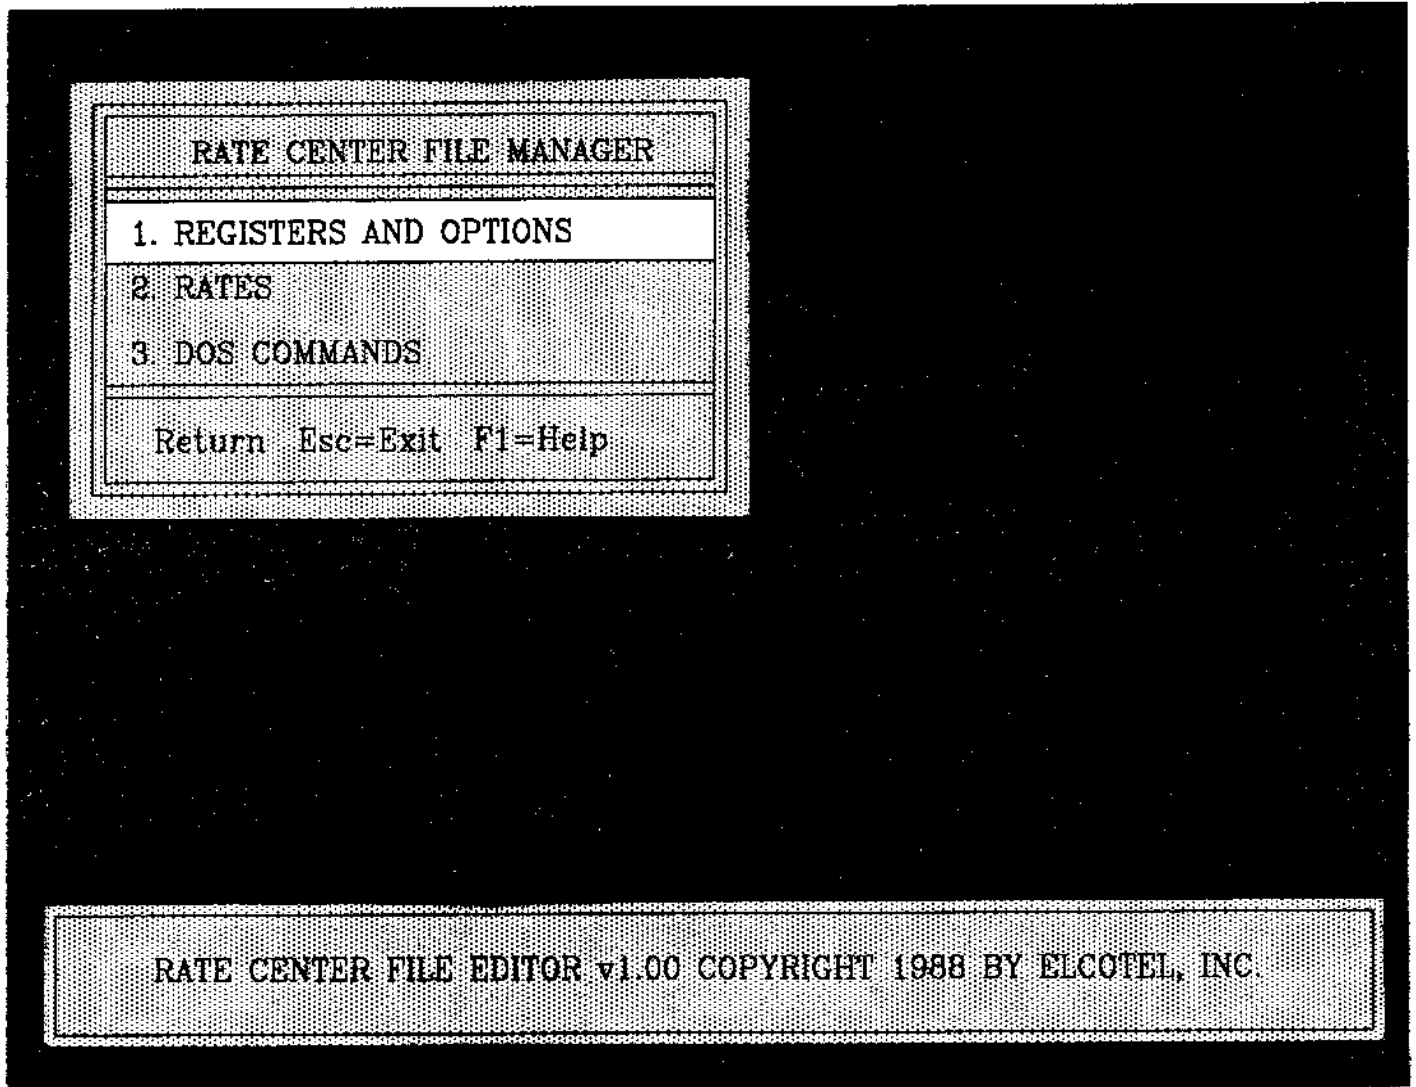 RATE CENTER FILE MANAGER
1. REGISTERS AND OPTIONS
2. RATES
3. DOS COMMANDS
Return Esc=Exit F1=Help
RATE CENTER FILE EDITOR v1.00 COPYRIGHT 1988 BY ELCOTEL, INC.